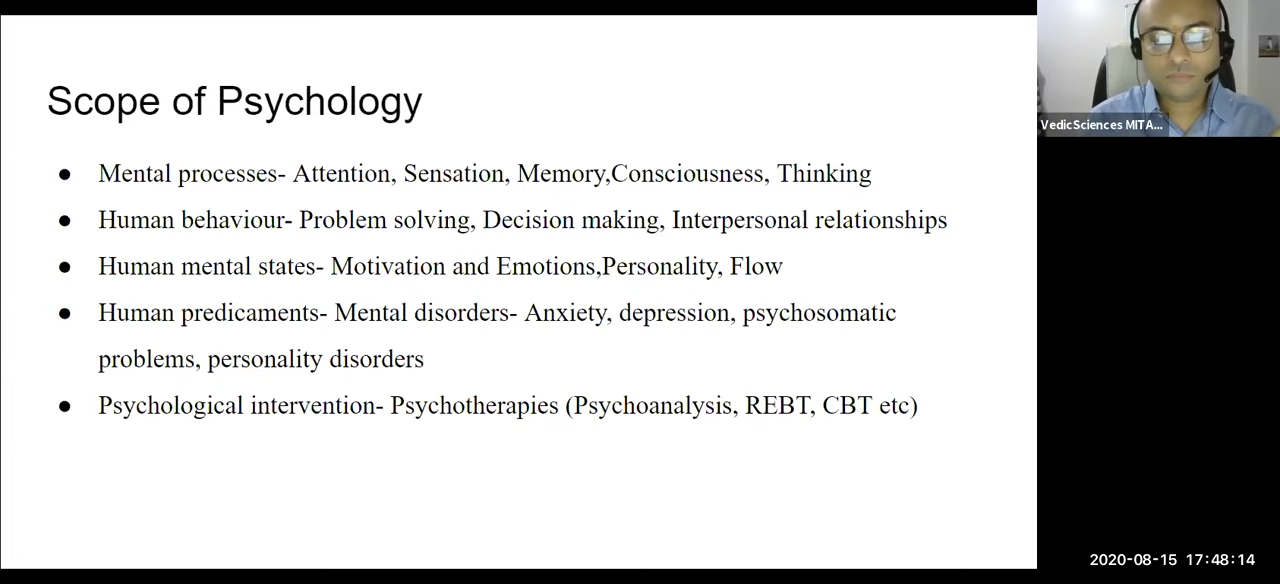 Scope of Psychology
● Mental processes- Attention, Sensation, Memory,Consciousness, Thinking
● Human behaviour- Problem solving, Decision making, Interpersonal relationships
● Human mental states- Motivation and Emotions,Personality, Flow
● Human predicaments- Mental disorders- Anxiety, depression, psychosomatic
problems, personality disorders
● Psychological intervention- Psychotherapies (Psychoanalysis, REBT, CBT etc)
VedicSciences MITA...
2020-08-15 17:48:14